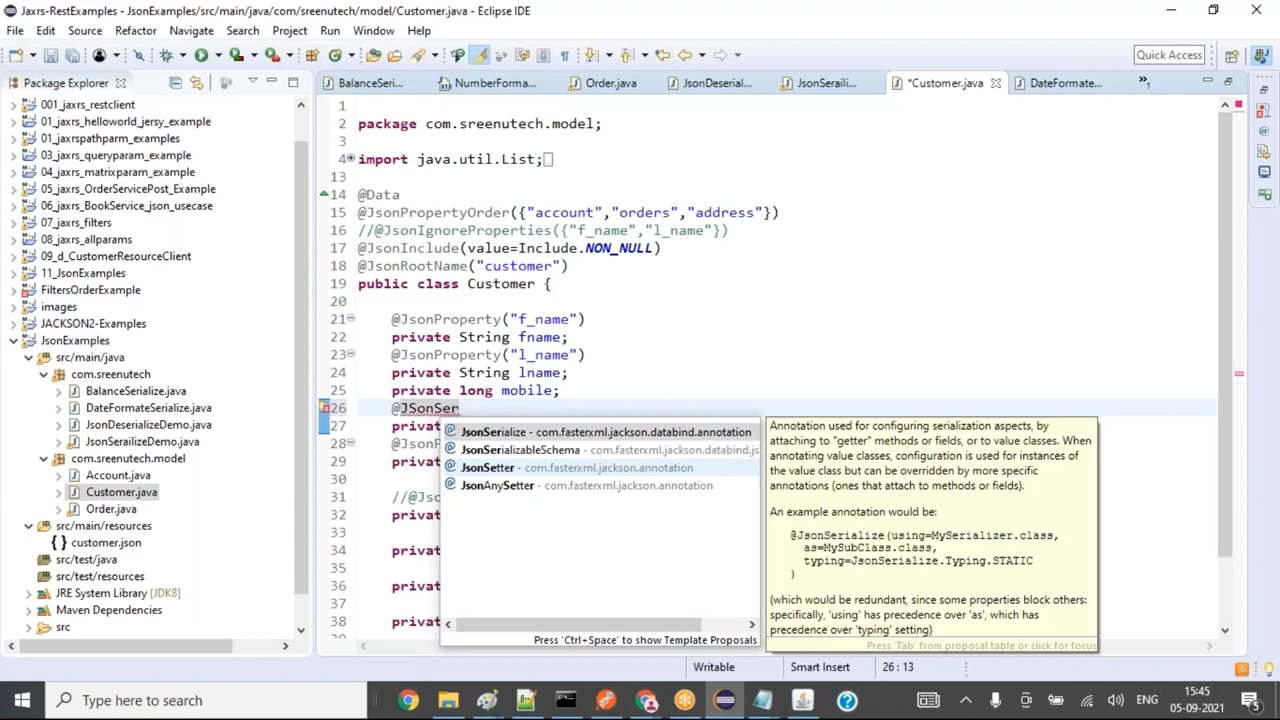 Jaxrs-RestExamples - JsonExamples/src/main/java/com/sreenutech/model/Customer.java - Eclipse IDE
File Edit Source Refactor Navigate Search Project Run Window Help
Quick Access
Package Explorer
001_jaxrs_restclient
01_jaxrs_helloworld_jersy_example
01_jaxrspathparm_examples
03_jaxrs_queryparam_example
04_jaxrs_matrixparam_example
05_jaxrs_OrderServicePost_Example
06_jaxrs_BookService_json_usecase
07_jaxrs_filters
08_jaxrs_allparams
09_d_CustomerResourceClient
11_JsonExamples
FiltersOrderExample
images
JACKSON2-Examples
JsonExamples
src/main/java
com.sreenutech
BalanceSerialize.java
DateFormateSerialize.java
JsonDeserializeDemo.java
JsonSerailizeDemo.java
com.sreenutech.model
Account.java
Customer.java
Order.java
src/main/resources
customer.json
src/test/java
src/test/resources
JRE System Library [JDK8]
Maven Dependencies
src
BalanceSeri... NumberForma... Order.java JsonDeserial... JsonSeraili... *Customer.java DateFormate...
1
2 package com.sreenutech.model;
3
4 import java.util.List;
13
14 @Data
15 @JsonPropertyOrder({"account","orders","address"})
16 //@JsonIgnoreProperties({"f_name","l_name"})
17 @JsonInclude(value=Include.NON_NULL)
18 @JsonRootName("customer")
19 public class Customer {
20
21 @JsonProperty("f_name")
22 private String fname;
23 @JsonProperty("l_name")
24 private String lname;
25 private long mobile;
26 @JSonSer
27 privat
28 @JsonP
29 privat
30
31 //@Jso
32 privat
33
34 privat
35
36 privat
37
38 privat
JsonSerialize - com.fasterxml.jackson.databind.annotation
JsonSerializableSchema - com.fasterxml.jackson.databind.js
JsonSetter - com.fasterxml.jackson.annotation
JsonAnySetter - com.fasterxml.jackson.annotation
Press 'Ctrl+Space' to show Template Proposals
Annotation used for configuring serialization aspects, by
attaching to "getter" methods or fields, or to value classes. When
annotating value classes, configuration is used for instances of
the value class but can be overridden by more specific
annotations (ones that attach to methods or fields).
An example annotation would be:
@JsonSerialize(using=MySerializer.class,
as=MySubClass.class,
typing=JsonSerialize.Typing.STATIC
)
(which would be redundant, since some properties block others:
specifically, 'using' has precedence over 'as', which has
precedence over 'typing' setting)
Press 'Tab' from proposal table or click for focus
Writable Smart Insert 26 : 13
Type here to search
ENG
15:45
05-09-2021
5